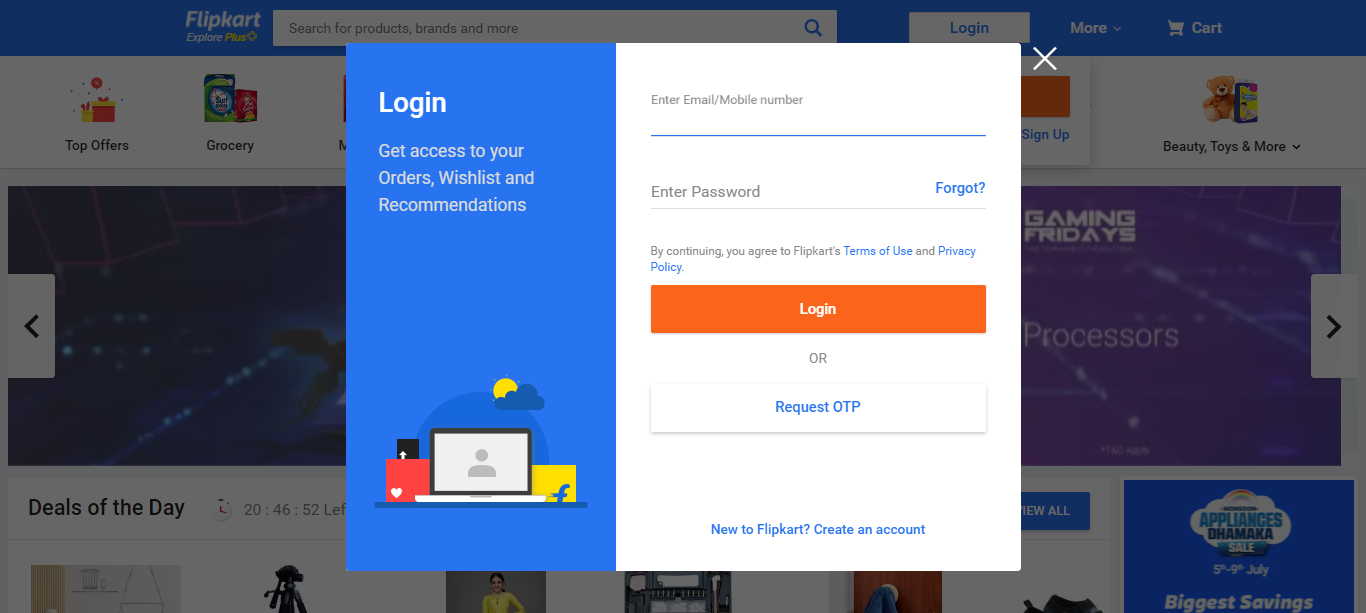 Flipkart
Explore Plus
Search for products, brands and more
Login
More
Cart
Top Offers
Grocery
Sign Up
Beauty, Toys & More
Login
Get access to your
Orders, Wishlist and
Recommendations
Enter Email/Mobile number
Enter Password
Forgot?
By continuing, you agree to Flipkart's Terms of Use and Privacy
Policy.
Login
OR
Request OTP
New to Flipkart? Create an account
GAMING
FRIDAYS
Processors
*T&C Apply
Deals of the Day
20 : 46 : 52 Lef
VIEW ALL
MONSOON
APPLIANCES
DHAMAKA
SALE
5th-9th July
Biggest Savings